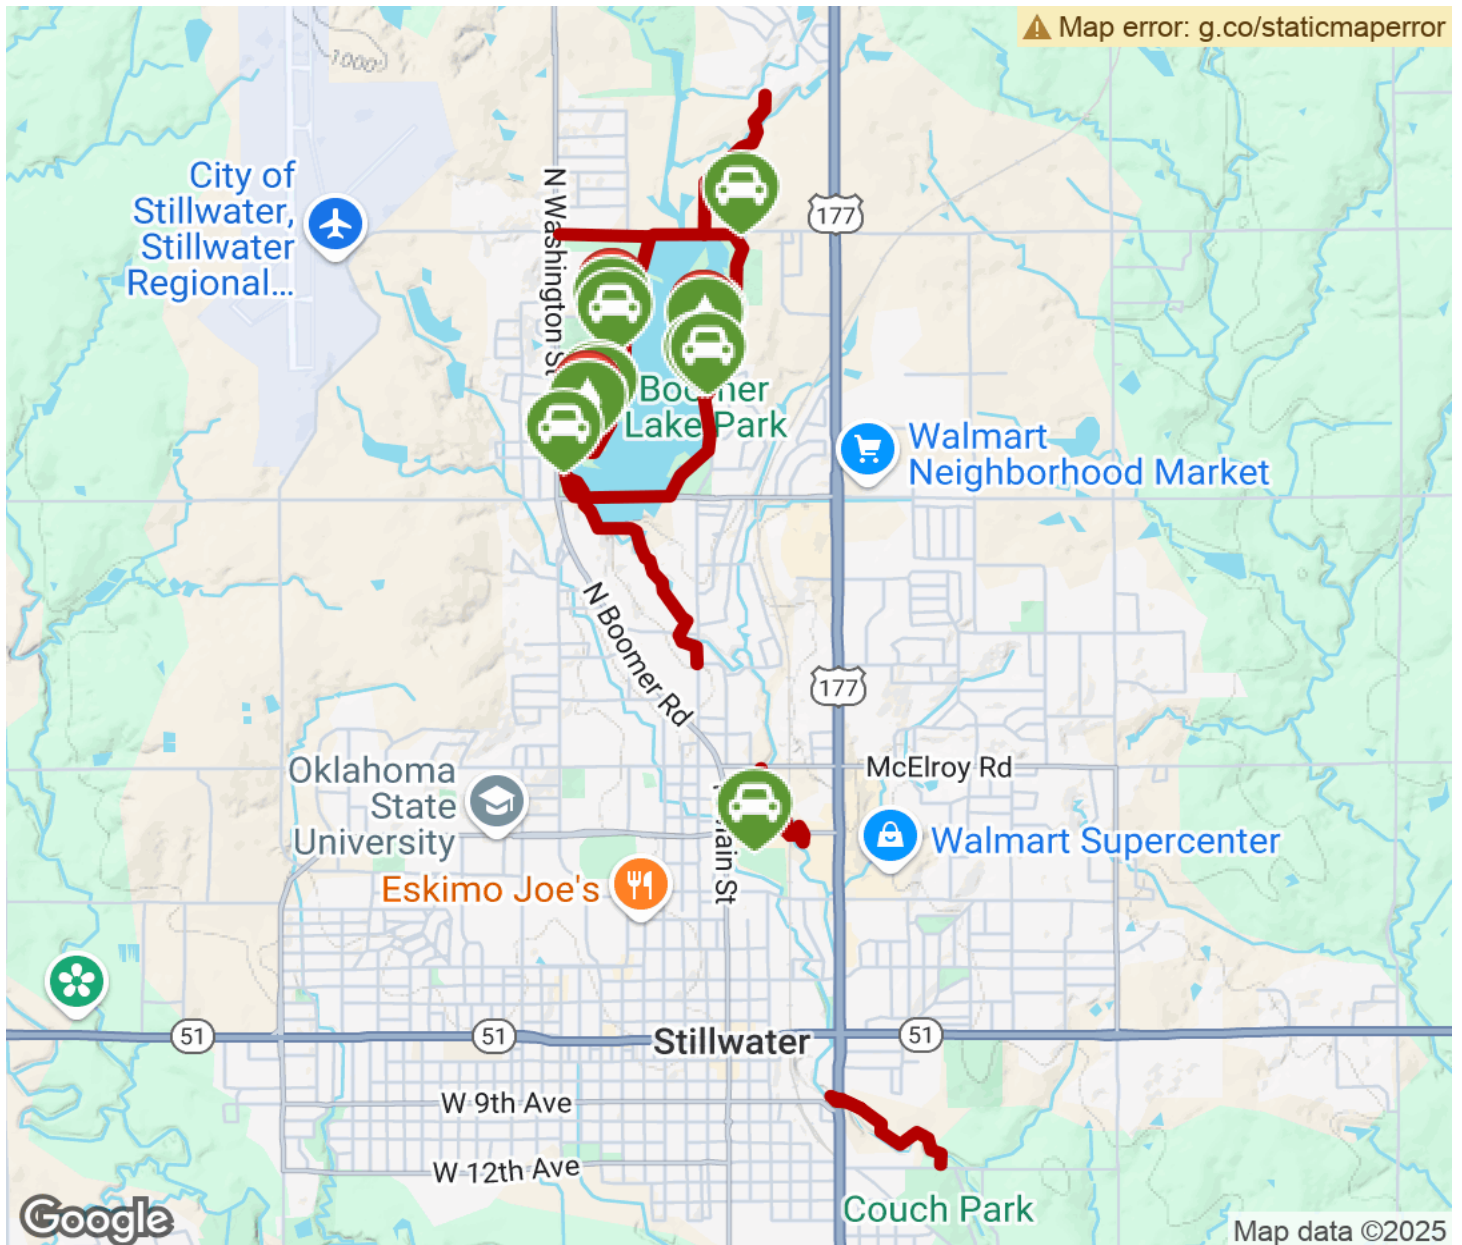 Map error: g.co/staticmaperror
1000
City of
Stillwater,
Stillwater
Regional...
N Washington St
177
Boomer
Lake Park
Walmart
Neighborhood Market
N Boomer Rd
177
McElroy Rd
Oklahoma
State
University
Main St
Walmart Supercenter
Eskimo Joe's
51
51
51
Stillwater
W 9th Ave
W 12th Ave
Couch Park
Google
Map data ©2025